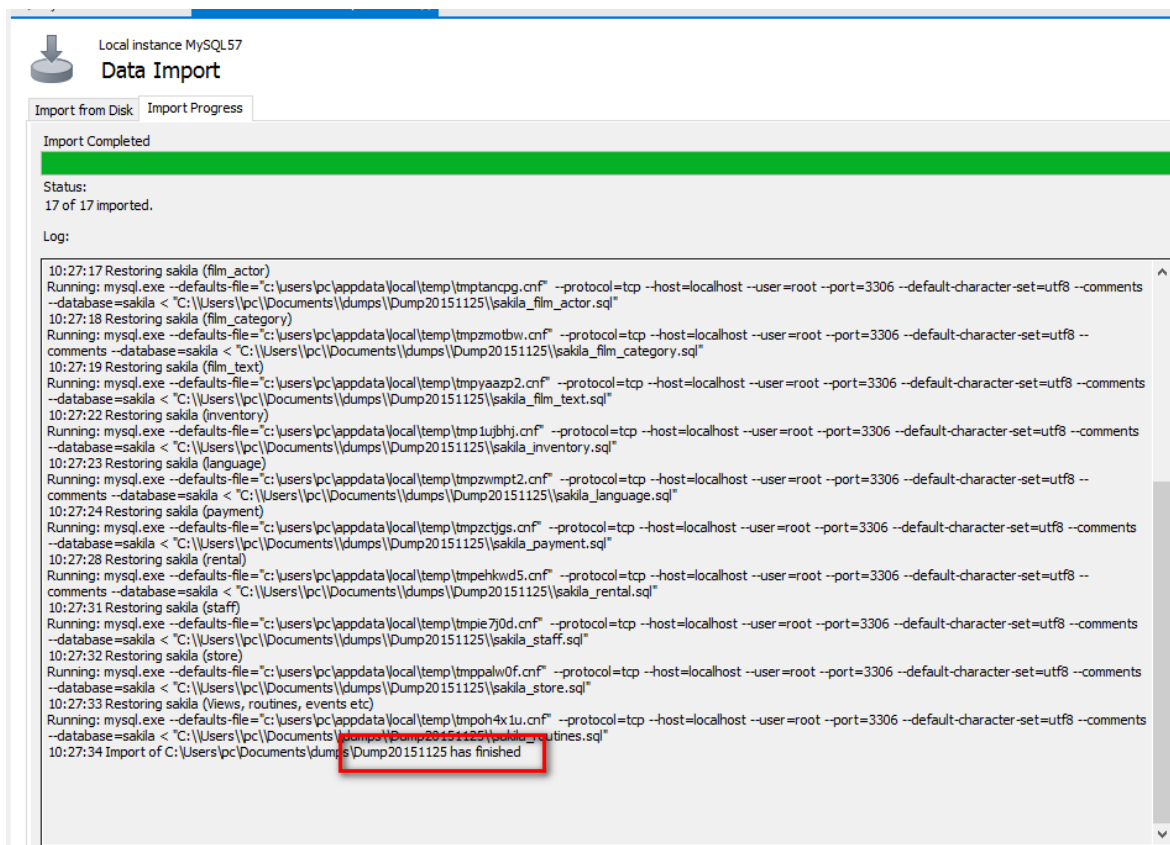 Local instance MySQL57
Data Import
Import from Disk
Import Progress
Import Completed
Status:
17 of 17 imported.
Log:
10:27:17 Restoring sakila (film_actor)
Running: mysql.exe --defaults-file="c:\users\pc\appdata\local\temp\tmptancpg.cnf"  --protocol=tcp --host=localhost --user=root --port=3306 --default-character-set=utf8 --comments
--database=sakila < "C:\\Users\\pc\\Documents\\dumps\\Dump20151125\\sakila_film_actor.sql"
10:27:18 Restoring sakila (film_category)
Running: mysql.exe --defaults-file="c:\users\pc\appdata\local\temp\tmpzmotbw.cnf"  --protocol=tcp --host=localhost --user=root --port=3306 --default-character-set=utf8 --
comments --database=sakila < "C:\\Users\\pc\\Documents\\dumps\\Dump20151125\\sakila_film_category.sql"
10:27:19 Restoring sakila (film_text)
Running: mysql.exe --defaults-file="c:\users\pc\appdata\local\temp\tmpyaazp2.cnf"  --protocol=tcp --host=localhost --user=root --port=3306 --default-character-set=utf8 --comments
--database=sakila < "C:\\Users\\pc\\Documents\\dumps\\Dump20151125\\sakila_film_text.sql"
10:27:22 Restoring sakila (inventory)
Running: mysql.exe --defaults-file="c:\users\pc\appdata\local\temp\tmp1ujbhj.cnf"  --protocol=tcp --host=localhost --user=root --port=3306 --default-character-set=utf8 --comments
--database=sakila < "C:\\Users\\pc\\Documents\\dumps\\Dump20151125\\sakila_inventory.sql"
10:27:23 Restoring sakila (language)
Running: mysql.exe --defaults-file="c:\users\pc\appdata\local\temp\tmpzwmpt2.cnf"  --protocol=tcp --host=localhost --user=root --port=3306 --default-character-set=utf8 --
comments --database=sakila < "C:\\Users\\pc\\Documents\\dumps\\Dump20151125\\sakila_language.sql"
10:27:24 Restoring sakila (payment)
Running: mysql.exe --defaults-file="c:\users\pc\appdata\local\temp\tmpzctjgs.cnf"  --protocol=tcp --host=localhost --user=root --port=3306 --default-character-set=utf8 --comments
--database=sakila < "C:\\Users\\pc\\Documents\\dumps\\Dump20151125\\sakila_payment.sql"
10:27:28 Restoring sakila (rental)
Running: mysql.exe --defaults-file="c:\users\pc\appdata\local\temp\tmpehkwd5.cnf"  --protocol=tcp --host=localhost --user=root --port=3306 --default-character-set=utf8 --
comments --database=sakila < "C:\\Users\\pc\\Documents\\dumps\\Dump20151125\\sakila_rental.sql"
10:27:31 Restoring sakila (staff)
Running: mysql.exe --defaults-file="c:\users\pc\appdata\local\temp\tmpie7j0d.cnf"  --protocol=tcp --host=localhost --user=root --port=3306 --default-character-set=utf8 --comments
--database=sakila < "C:\\Users\\pc\\Documents\\dumps\\Dump20151125\\sakila_staff.sql"
10:27:32 Restoring sakila (store)
Running: mysql.exe --defaults-file="c:\users\pc\appdata\local\temp\tmppalw0f.cnf"  --protocol=tcp --host=localhost --user=root --port=3306 --default-character-set=utf8 --comments
--database=sakila < "C:\\Users\\pc\\Documents\\dumps\\Dump20151125\\sakila_store.sql"
10:27:33 Restoring sakila (Views, routines, events etc)
Running: mysql.exe --defaults-file="c:\users\pc\appdata\local\temp\tmpoh4x1u.cnf"  --protocol=tcp --host=localhost --user=root --port=3306 --default-character-set=utf8 --comments
--database=sakila < "C:\\Users\\pc\\Documents\\dumps\\Dump20151125\\sakila_routines.sql"
10:27:34 Import of C:\Users\pc\Documents\dumps\Dump20151125 has finished